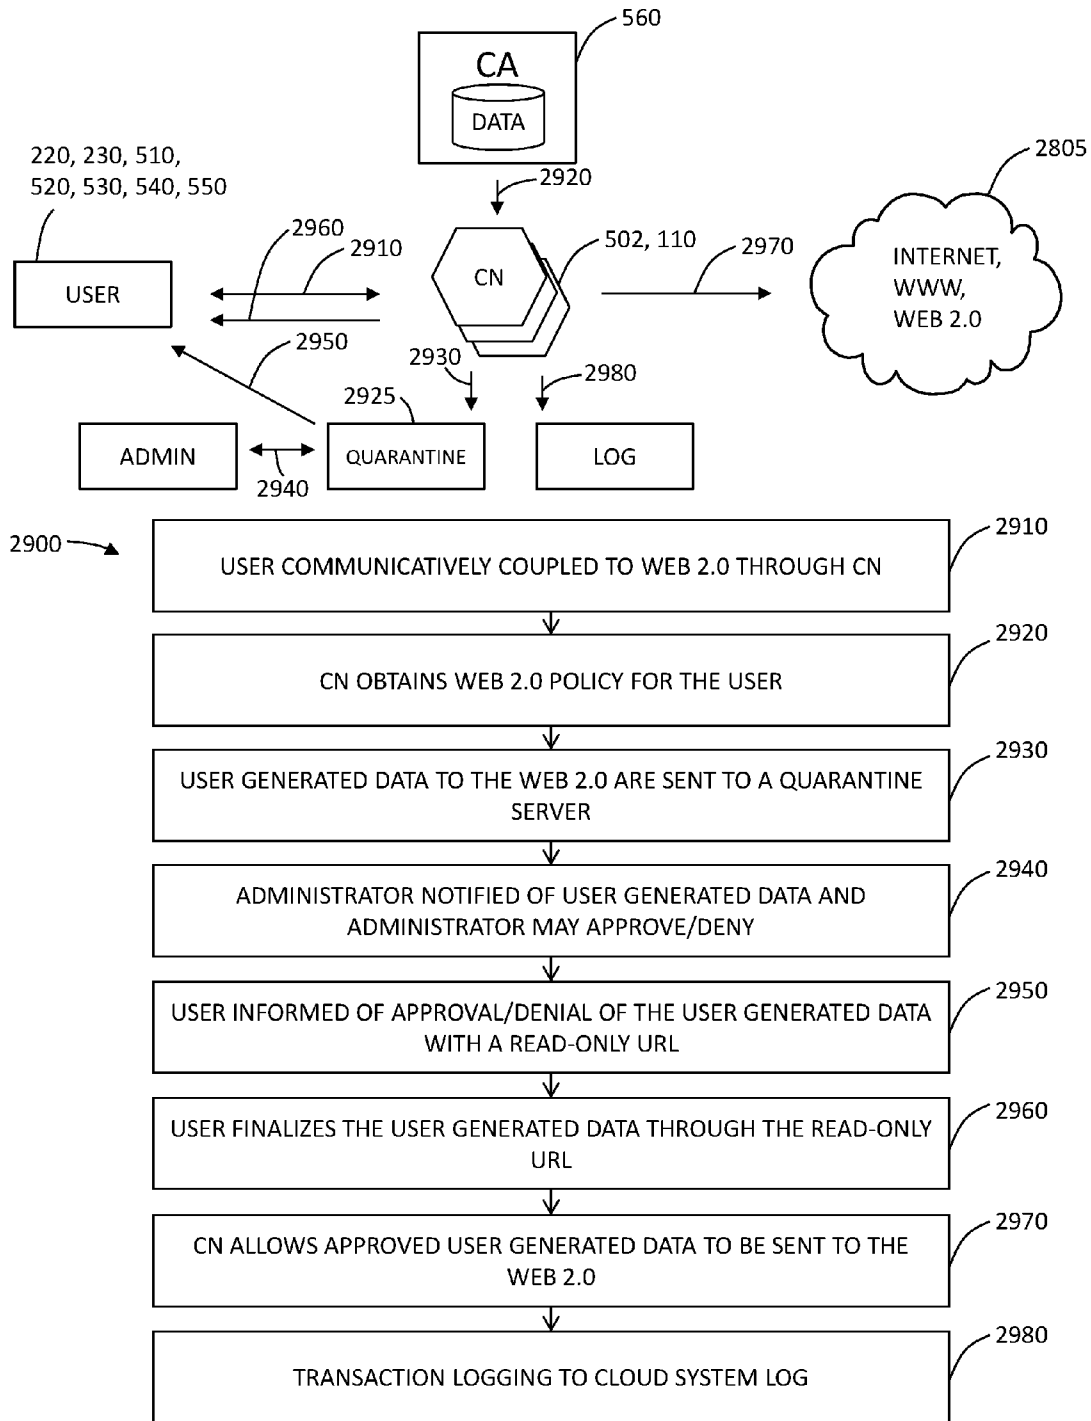 560
CA
DATA
2805
220, 230, 510,
520, 530, 540, 550
2920
2960
2910
502, 110
2970
INTERNET,
WWW,
WEB 2.0
CN
USER
2950
2930
2980
2925
ADMIN
QUARANTINE
LOG
2940
2900
2910
USER COMMUNICATIVELY COUPLED TO WEB 2.0 THROUGH CN
2920
CN OBTAINS WEB 2.0 POLICY FOR THE USER
2930
USER GENERATED DATA TO THE WEB 2.0 ARE SENT TO A QUARANTINE
SERVER
2940
ADMINISTRATOR NOTIFIED OF USER GENERATED DATA AND
ADMINISTRATOR MAY APPROVE/DENY
2950
USER INFORMED OF APPROVAL/DENIAL OF THE USER GENERATED DATA
WITH A READ-ONLY URL
2960
USER FINALIZES THE USER GENERATED DATA THROUGH THE READ-ONLY
URL
2970
CN ALLOWS APPROVED USER GENERATED DATA TO BE SENT TO THE
WEB 2.0
2980
TRANSACTION LOGGING TO CLOUD SYSTEM LOG